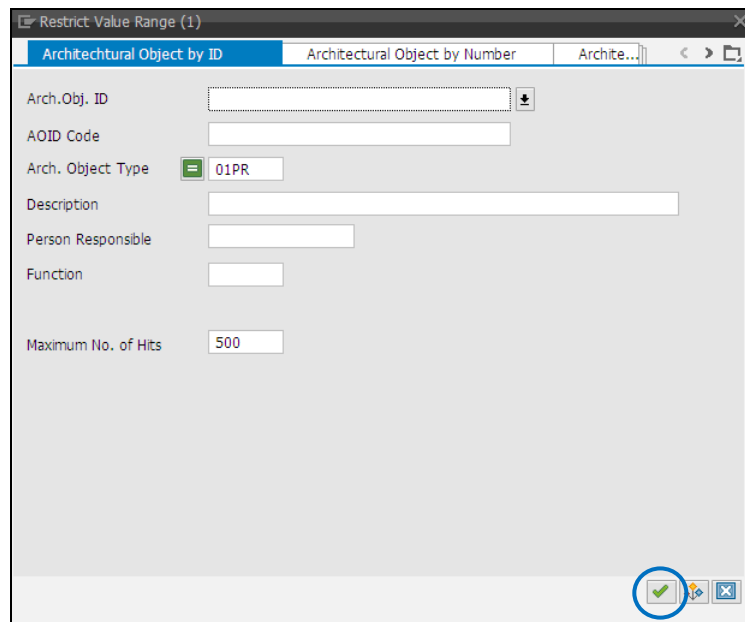 Restrict Value Range (1)
Architechtural Object by ID Architectural Object by Number Archite...
Arch.Obj. ID
AOID Code
Arch. Object Type = 01PR
Description
Person Responsible
Function
Maximum No. of Hits 500